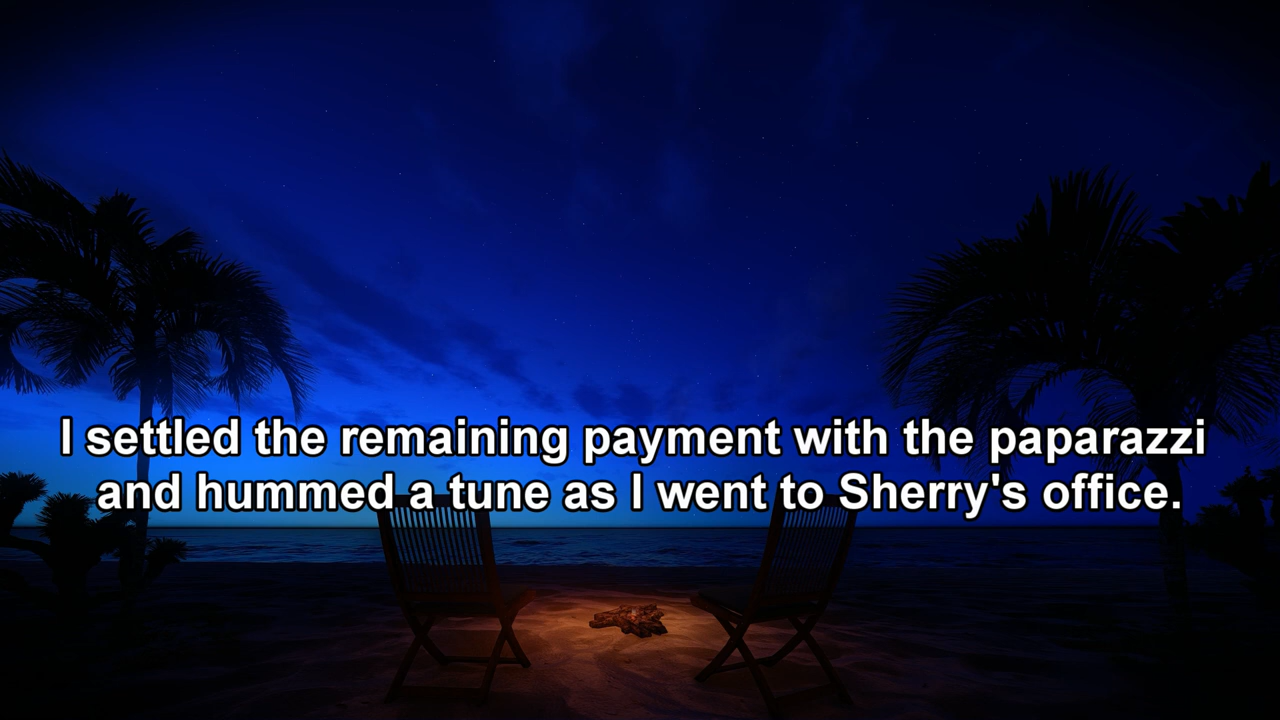 I settled the remaining payment with the paparazzi
and hummed a tune as I went to Sherry's office.